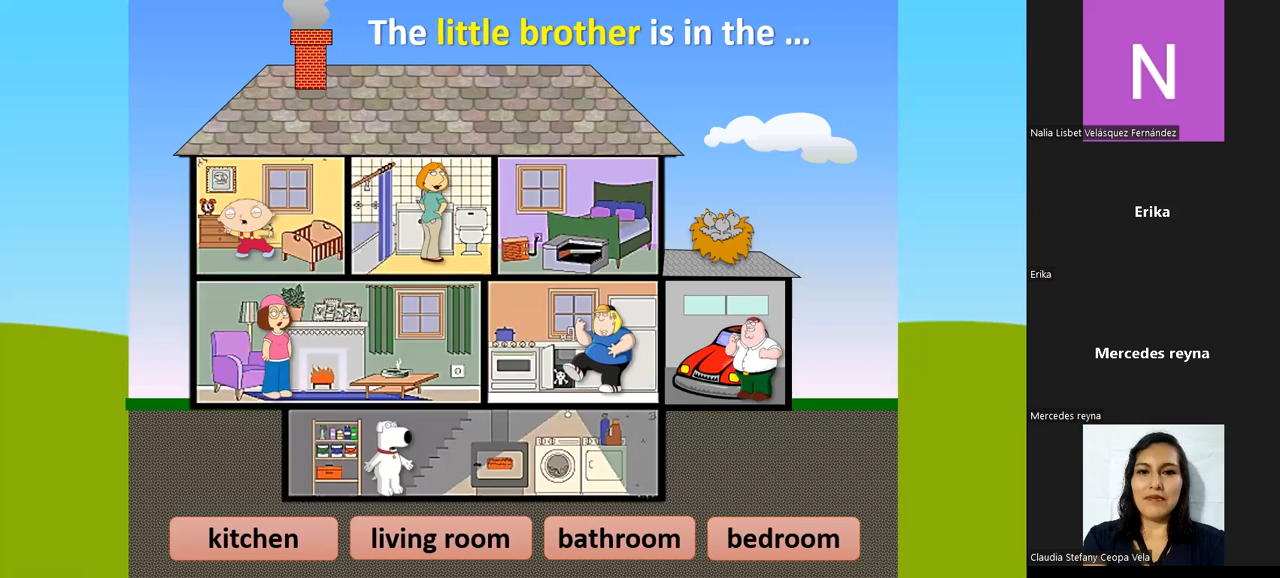 The little brother is in the ...
kitchen
living room
bathroom
bedroom
N
Nalia Lisbet Velásquez Fernández
Erika
Erika
Mercedes reyna
Mercedes reyna
Claudia Stefany Ceopa Vela